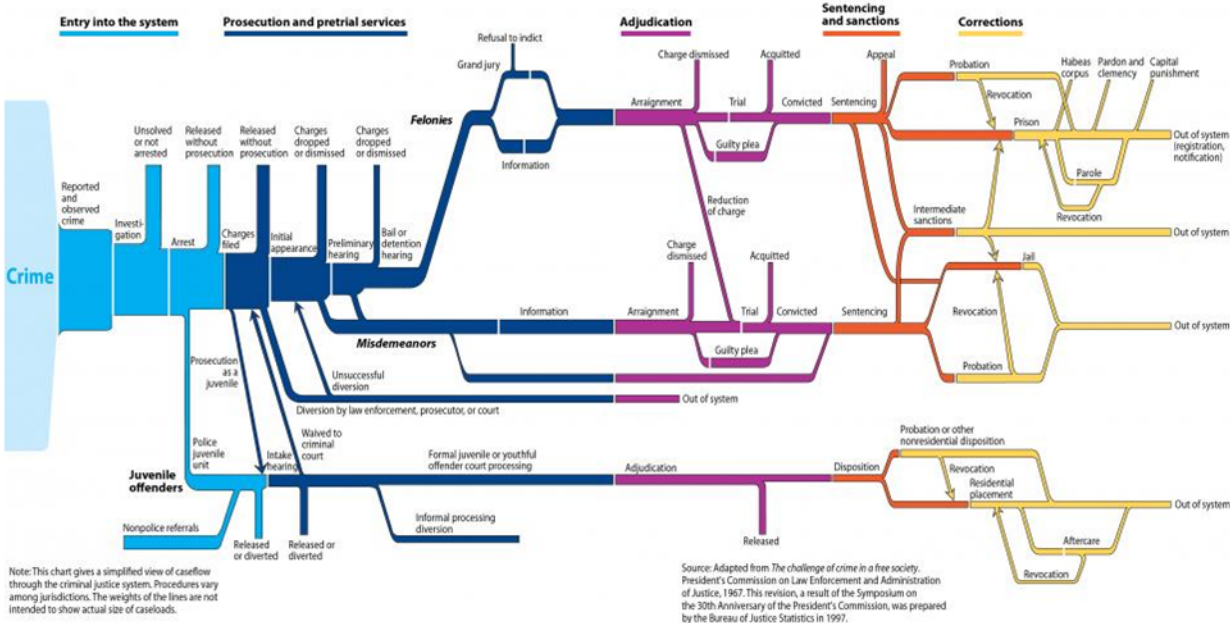 Entry into the system
Prosecution and pretrial services
Adjudication
Sentencing
and sanctions
Corrections
Crime
Reported
and
observed
crime
Investi-
gation
Unsolved
or not
arrested
Arrest
Released
without
prosecution
Charges
filed
Released
without
prosecution
Initial
appearance
Charges
dropped
or dismissed
Preliminary
hearing
Charges
dropped
or dismissed
Bail or
detention
hearing
Felonies
Grand jury
Refusal to indict
Information
Arraignment
Charge dismissed
Trial
Acquitted
Convicted
Guilty plea
Reduction
of charge
Sentencing
Appeal
Probation
Revocation
Prison
Habeas
corpus
Pardon and
clemency
Capital
punishment
Out of system
(registration,
notification)
Parole
Revocation
Intermediate
sanctions
Out of system
Misdemeanors
Information
Arraignment
Charge
dismissed
Trial
Acquitted
Convicted
Guilty plea
Sentencing
Jail
Revocation
Probation
Out of system
Unsuccessful
diversion
Diversion by law enforcement, prosecutor, or court
Out of system
Prosecution
as a
juvenile
Waived to
criminal
court
Police
juvenile
unit
Juvenile
offenders
Intake
hearing
Formal juvenile or youthful
offender court processing
Adjudication
Disposition
Probation or other
nonresidential disposition
Revocation
Residential
placement
Out of system
Nonpolice referrals
Released
or diverted
Released or
diverted
Informal processing
diversion
Released
Aftercare
Revocation
Note: This chart gives a simplified view of caseflow
through the criminal justice system. Procedures vary
among jurisdictions. The weights of the lines are not
intended to show actual size of caseloads.
Source: Adapted from The challenge of crime in a free society.
President's Commission on Law Enforcement and Administration
of Justice, 1967. This revision, a result of the Symposium on
the 30th Anniversary of the President's Commission, was prepared
by the Bureau of Justice Statistics in 1997.